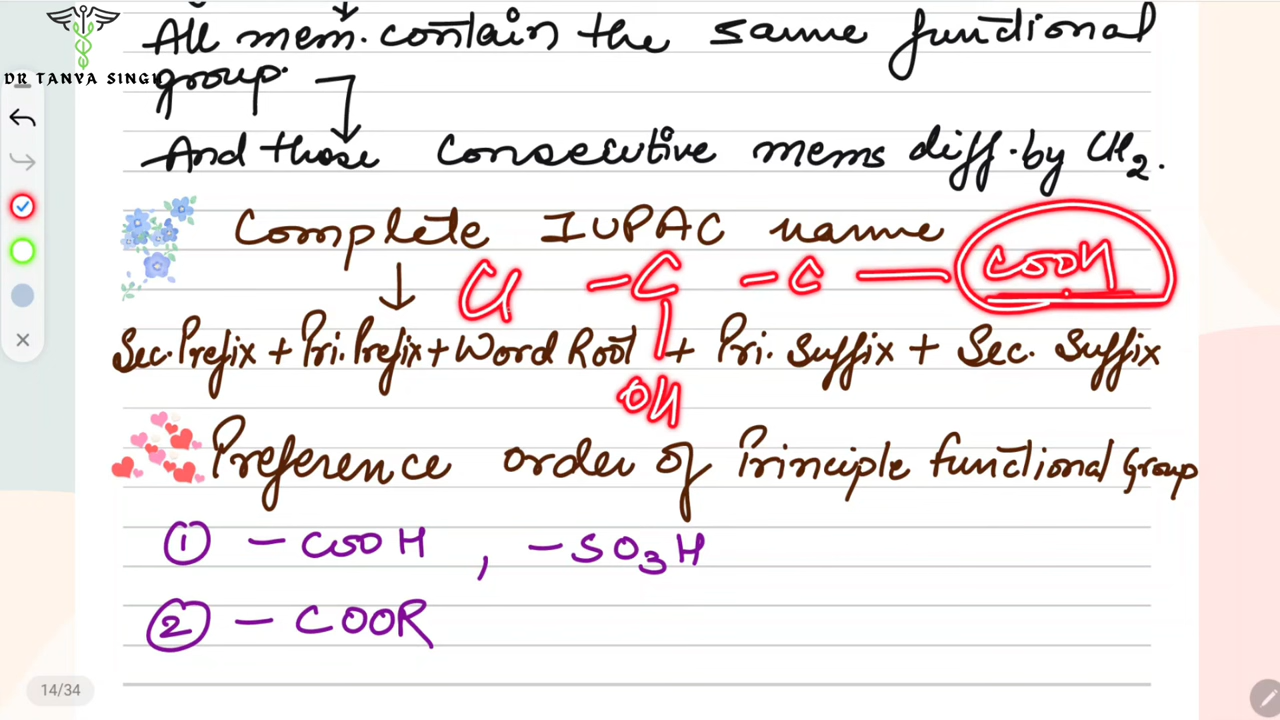 All mem. contain the same functional
DR TANYA SINGH
group.
And those consecutive mems diff. by CH2.
Complete IUPAC name
Cl - C - C - COOH
Sec. Prefix + Pri. Prefix + Word Root + Pri. Suffix + Sec. Suffix
OH
Preference order of Principle functional Group
① - COOH , - SO3H
② - COOR
14/34